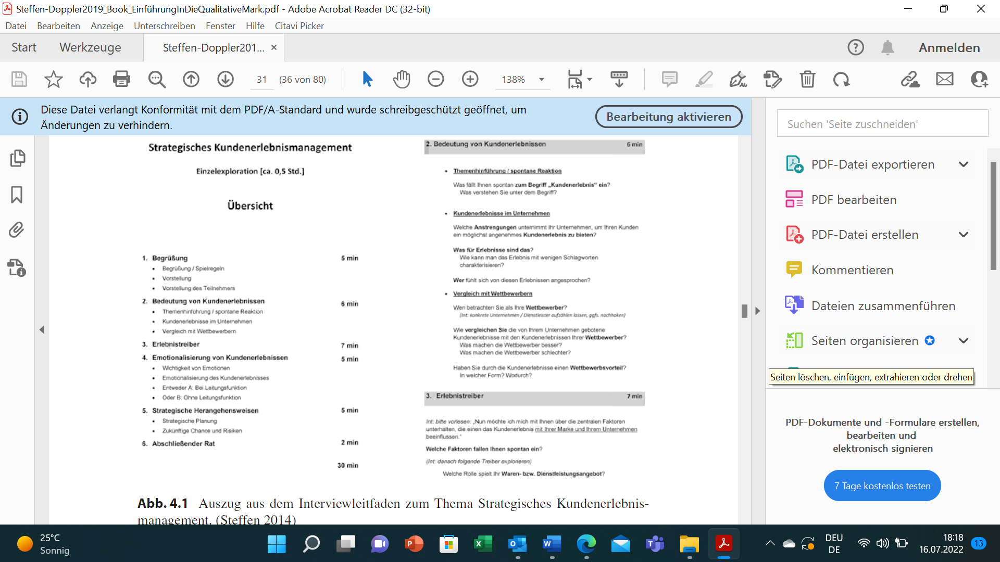 Steffen-Doppler2019_Book_EinführungInDieQualitativeMark.pdf - Adobe Acrobat Reader DC (32-bit)
Datei Bearbeiten Anzeige Unterschreiben Fenster Hilfe Citavi Picker
Start Werkzeuge Steffen-Doppler201... × Anmelden
31 (36 von 80) 138%
Diese Datei verlangt Konformität mit dem PDF/A-Standard und wurde schreibgeschützt geöffnet, um
Änderungen zu verhindern.
Bearbeitung aktivieren
Strategisches Kundenerlebnismanagement
Einzelexploration [ca. 0,5 Std.]
Übersicht
1. Begrüßung 5 min
• Begrüßung / Spielregeln
• Vorstellung
• Vorstellung des Teilnehmers
2. Bedeutung von Kundenerlebnissen 6 min
• Themenhinführung / spontane Reaktion
• Kundenerlebnisse im Unternehmen
• Vergleich mit Wettbewerbern
3. Erlebnistreiber 7 min
4. Emotionalisierung von Kundenerlebnissen 5 min
• Wichtigkeit von Emotionen
• Emotionalisierung des Kundenerlebnisses
• Entweder A: Bei Leitungsfunktion
• Oder B: Ohne Leitungsfunktion
5. Strategische Herangehensweisen 5 min
• Strategische Planung
• Zukünftige Chance und Risiken
6. Abschließender Rat 2 min
30 min
2. Bedeutung von Kundenerlebnissen 6 min
• Themenhinführung / spontane Reaktion
Was fällt Ihnen spontan zum Begriff „Kundenerlebnis“ ein?
Was verstehen Sie unter dem Begriff?
• Kundenerlebnisse im Unternehmen
Welche Anstrengungen unternimmt Ihr Unternehmen, um Ihren Kunden
ein möglichst angenehmes Kundenerlebnis zu bieten?
Was für Erlebnisse sind das?
Wie kann man das Erlebnis mit wenigen Schlagworten
charakterisieren?
Wer fühlt sich von diesen Erlebnissen angesprochen?
• Vergleich mit Wettbewerbern
Wen betrachten Sie als Ihre Wettbewerber?
(Int: konkrete Unternehmen / Dienstleister aufzählen lassen, ggfs. nachhaken)
Wie vergleichen Sie die von Ihrem Unternehmen gebotene
Kundenerlebnisse mit den Kundenerlebnissen Ihrer Wettbewerber?
Was machen die Wettbewerber besser?
Was machen die Wettbewerber schlechter?
Haben Sie durch die Kundenerlebnisse einen Wettbewerbsvorteil?
In welcher Form? Wodurch?
3. Erlebnistreiber 7 min
Int: bitte vorlesen: „Nun möchte ich mich mit Ihnen über die zentralen Faktoren
unterhalten, die einen das Kundenerlebnis mit Ihrer Marke und Ihrem Unternehmen
beeinflussen.“
Welche Faktoren fallen Ihnen spontan ein?
(Int: danach folgende Treiber explorieren)
Welche Rolle spielt Ihr Waren- bzw. Dienstleistungsangebot?
Abb. 4.1 Auszug aus dem Interviewleitfaden zum Thema Strategisches Kundenerlebnis-
management. (Steffen 2014)
Suchen 'Seite zuschneiden'
PDF-Datei exportieren
PDF bearbeiten
PDF-Datei erstellen
Kommentieren
Dateien zusammenführen
Seiten organisieren
Seiten löschen, einfügen, extrahieren oder drehen
PDF-Dokumente und -Formulare erstellen,
bearbeiten und
elektronisch signieren
7 Tage kostenlos testen
25°C
Sonnig
DEU
DE
18:18
16.07.2022
13